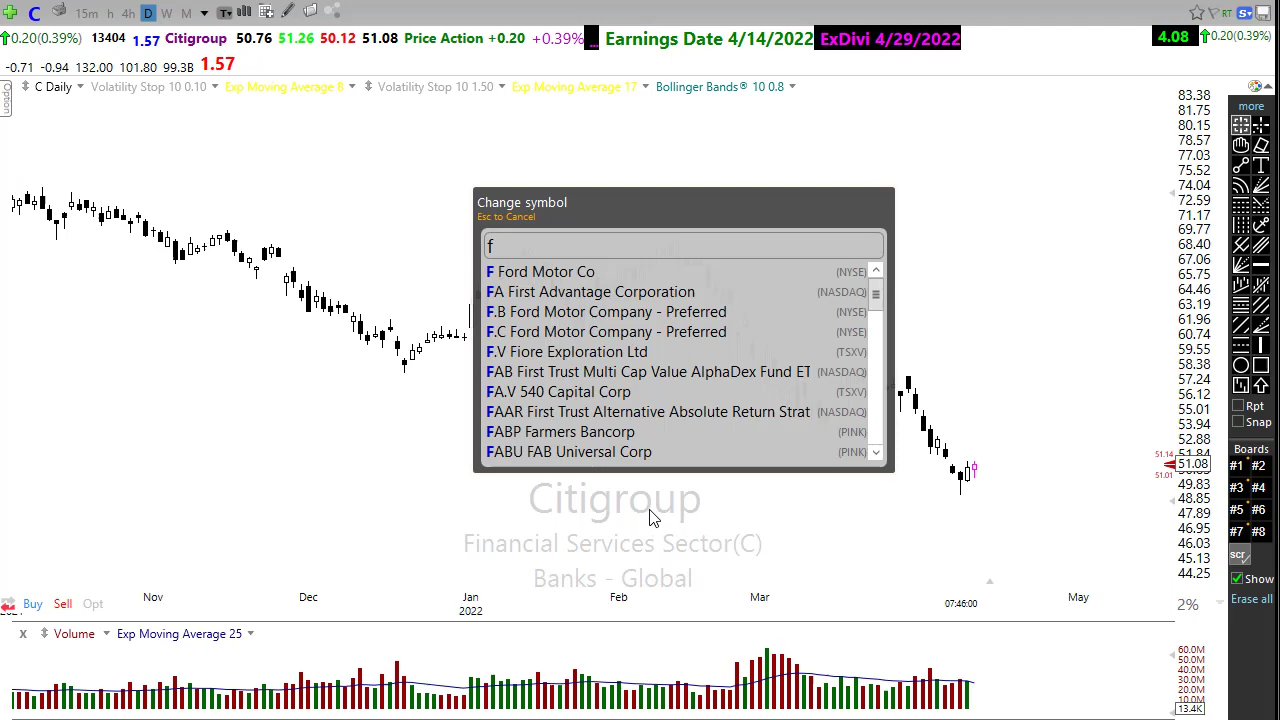 C 15m h 4h D W M T RT S
0.20(0.39%) 13404 1.57 Citigroup 50.76 51.26 50.12 51.08 Price Action +0.20 +0.39% ... Earnings Date 4/14/2022 ExDivi 4/29/2022 4.08 0.20(0.39%)
-0.71 -0.94 132.00 101.80 99.3B 1.57
Option
C Daily Volatility Stop 10 0.10 Exp Moving Average 8 Volatility Stop 10 1.50 Exp Moving Average 17 Bollinger Bands® 10 0.8
83.38
81.75
80.15
78.57
77.03
75.52
74.04
72.59
71.17
69.77
68.40
67.06
65.75
64.46
63.19
61.96
60.74
59.55
58.38
57.24
56.12
55.01
53.94
52.88
51.84
51.14
51.08
51.01
49.83
48.85
47.89
46.95
46.03
45.13
44.25
more
Rpt
Snap
Boards
#1 #2
#3 #4
#5 #6
#7 #8
scr
Show
Erase all
Change symbol
Esc to Cancel
f
F Ford Motor Co (NYSE)
FA First Advantage Corporation (NASDAQ)
F.B Ford Motor Company - Preferred (NYSE)
F.C Ford Motor Company - Preferred (NYSE)
F.V Fiore Exploration Ltd (TSXV)
FAB First Trust Multi Cap Value AlphaDex Fund ET (NASDAQ)
FA.V 540 Capital Corp (TSXV)
FAAR First Trust Alternative Absolute Return Strat (NASDAQ)
FABP Farmers Bancorp (PINK)
FABU FAB Universal Corp (PINK)
Citigroup
Financial Services Sector(C)
Banks - Global
Buy Sell Opt
Nov Dec Jan Feb Mar 07:46:00 May
2022
2%
X Volume Exp Moving Average 25
60.0M
50.0M
40.0M
30.0M
20.0M
10.0M
13.4K